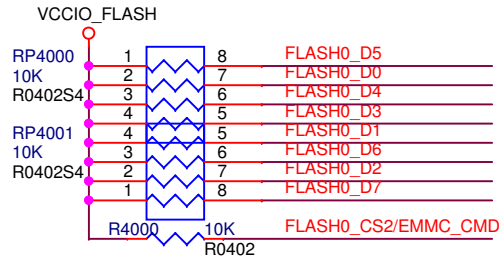 VCCIO_FLASH
RP4000 1 8 FLASH0_D5
10K 2 7 FLASH0_D0
R0402S4 3 6 FLASH0_D4
4 5 FLASH0_D3
RP4001 4 5 FLASH0_D1
10K 3 6 FLASH0_D6
R0402S4 2 7 FLASH0_D2
1 8 FLASH0_D7
R4000 10K FLASH0_CS2/EMMC_CMD
R0402